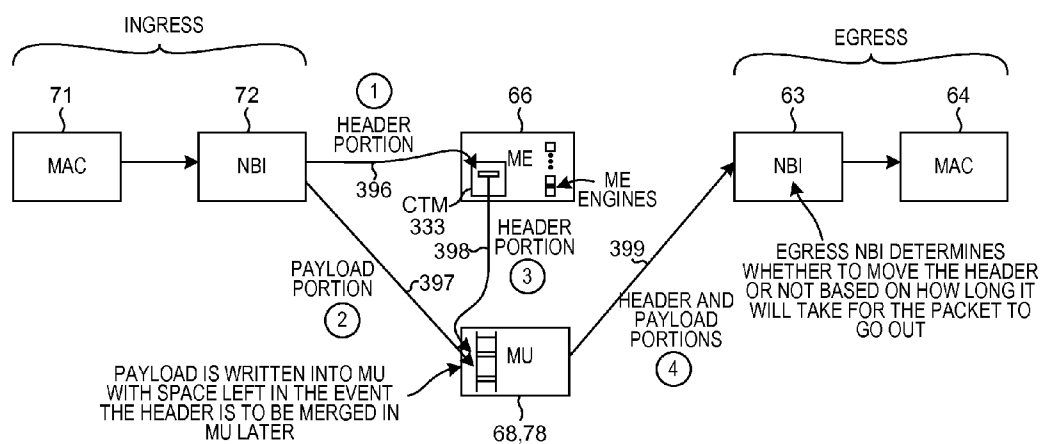 INGRESS
EGRESS
71
72
1
66
63
64
HEADER
PORTION
MAC
NBI
396
ME
ME
ENGINES
CTM
333
NBI
MAC
HEADER
PORTION
3
398
399
PAYLOAD
PORTION
2
397
EGRESS NBI DETERMINES
WHETHER TO MOVE THE HEADER
OR NOT BASED ON HOW LONG IT
WILL TAKE FOR THE PACKET TO
GO OUT
HEADER AND
PAYLOAD
PORTIONS
4
MU
PAYLOAD IS WRITTEN INTO MU
WITH SPACE LEFT IN THE EVENT
THE HEADER IS TO BE MERGED IN
MU LATER
68,78